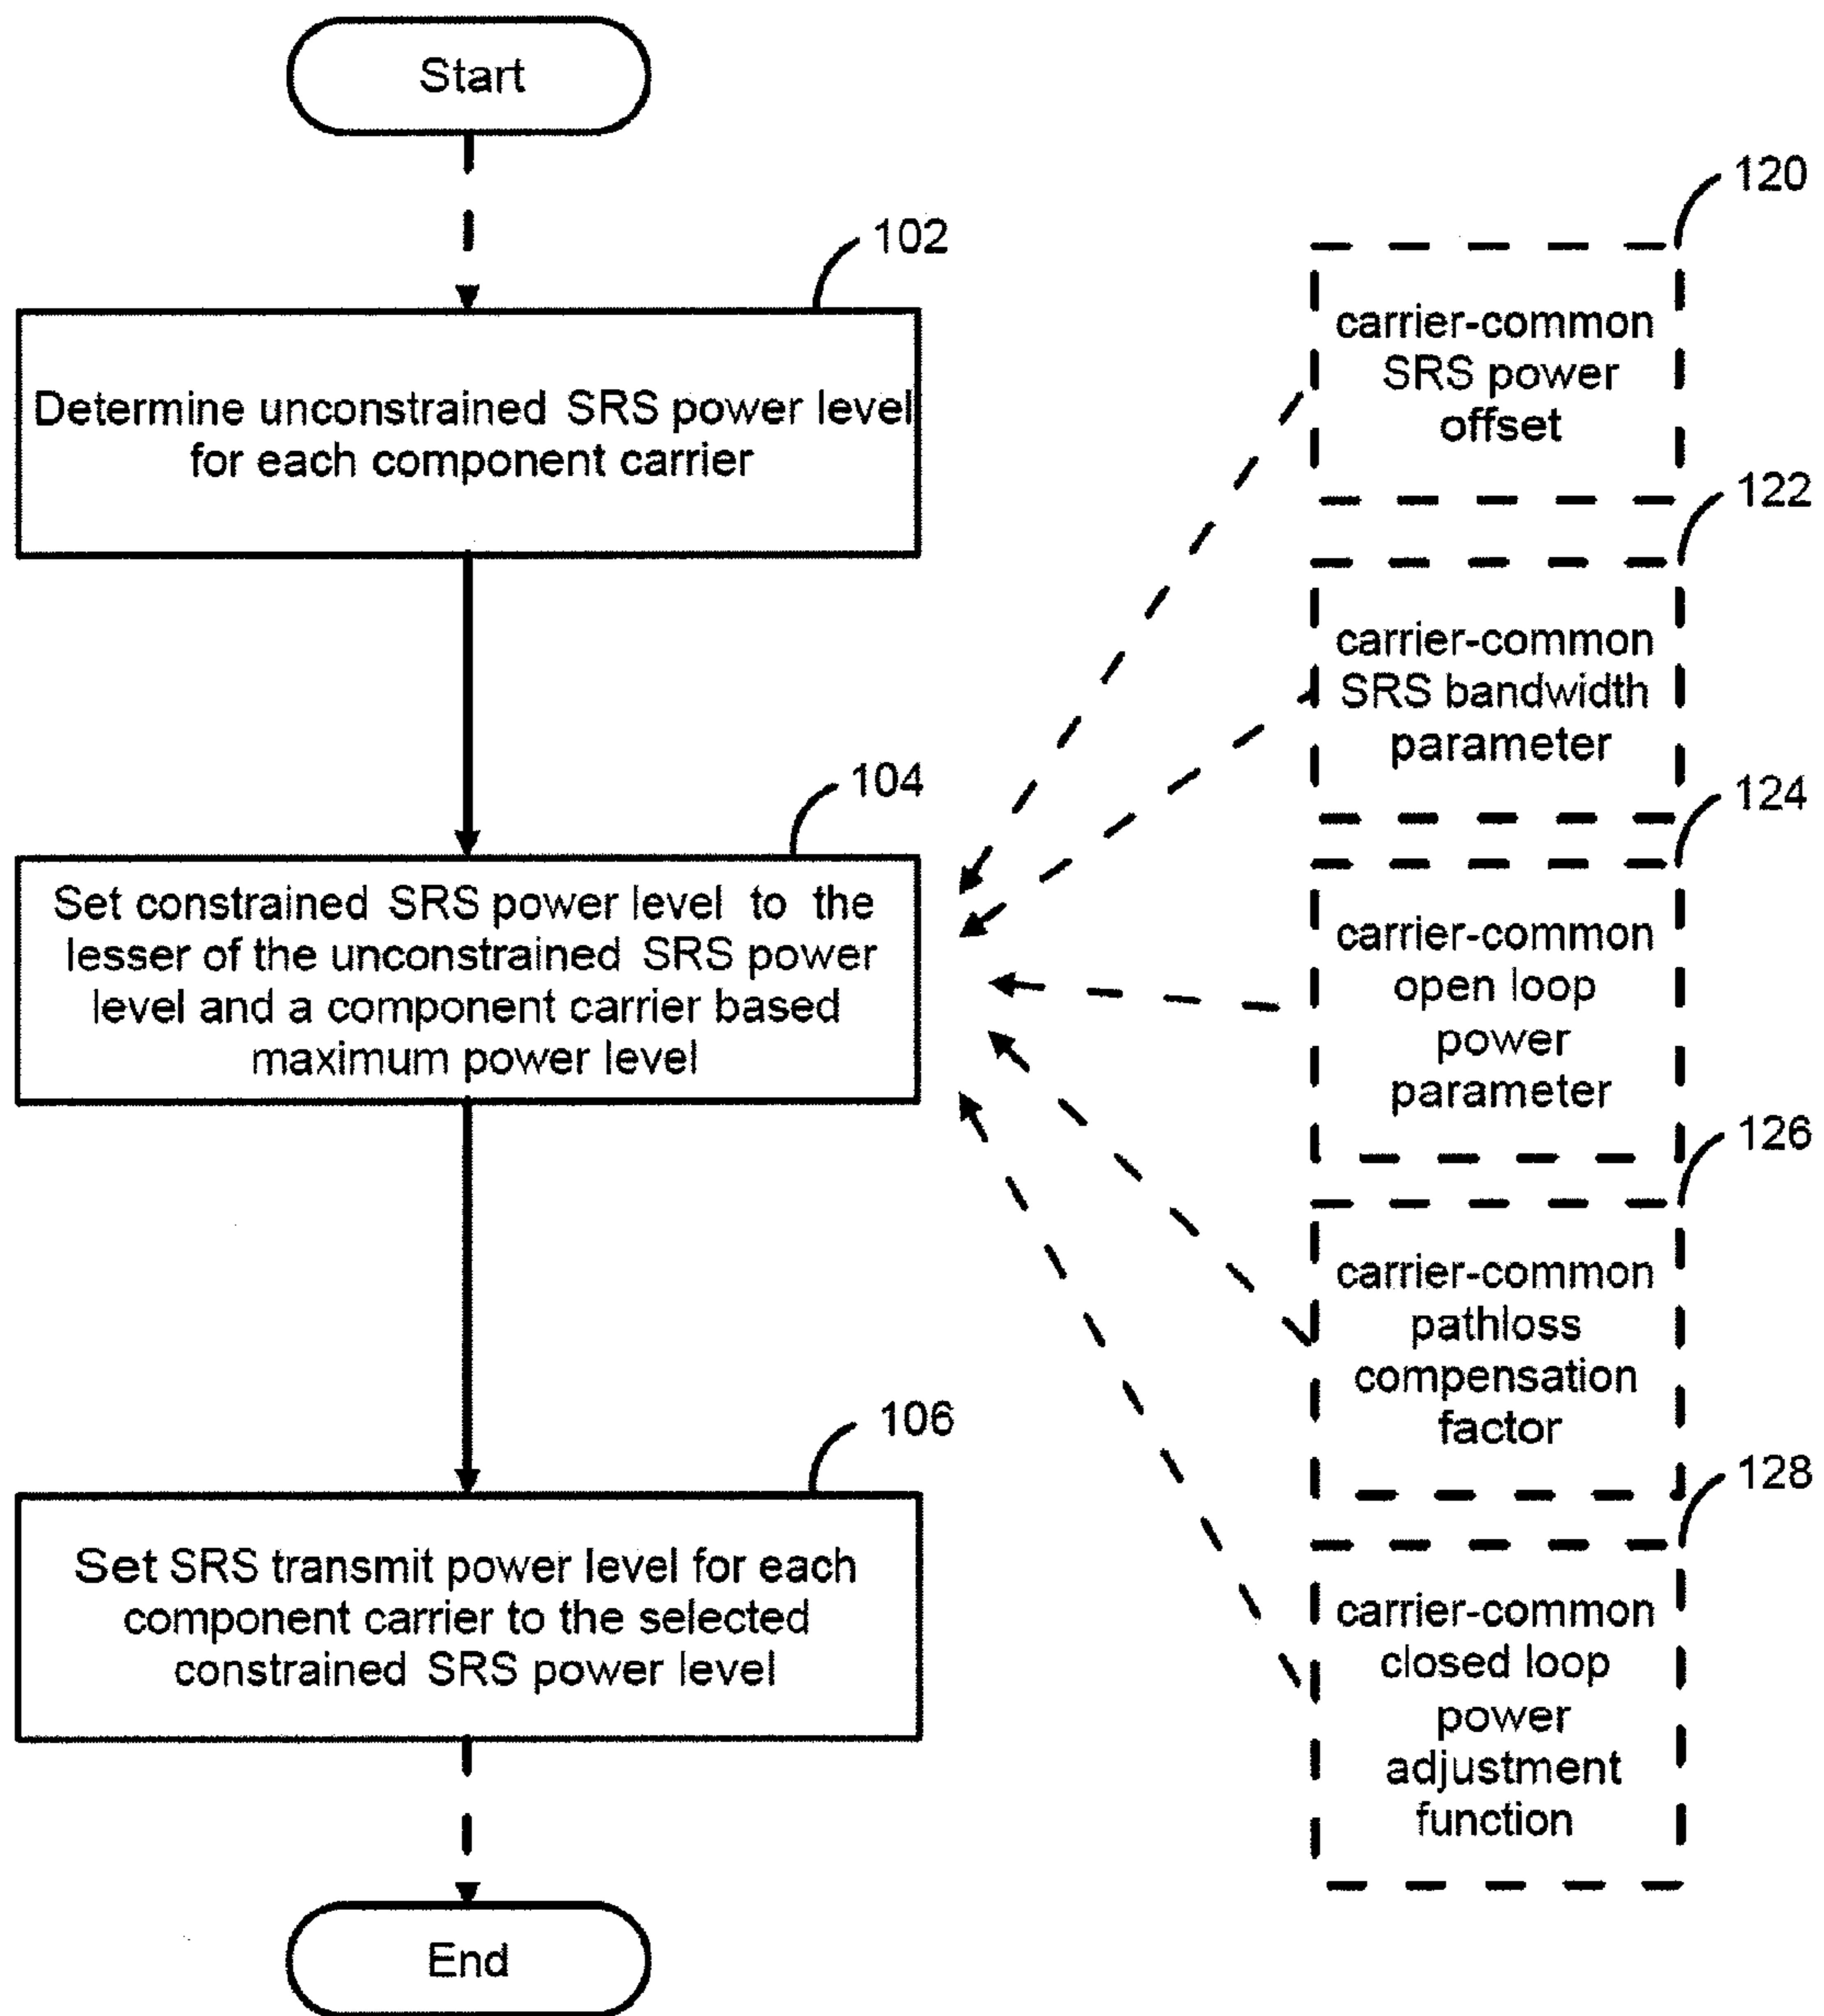 Start
102
Determine unconstrained SRS power level
for each component carrier
104
Set constrained SRS power level to the
lesser of the unconstrained SRS power
level and a component carrier based
maximum power level
106
Set SRS transmit power level for each
component carrier to the selected
constrained SRS power level
End
120
carrier-common
SRS power
offset
122
carrier-common
SRS bandwidth
parameter
124
carrier-common
open loop
power
parameter
126
carrier-common
pathloss
compensation
factor
128
carrier-common
closed loop
power
adjustment
function